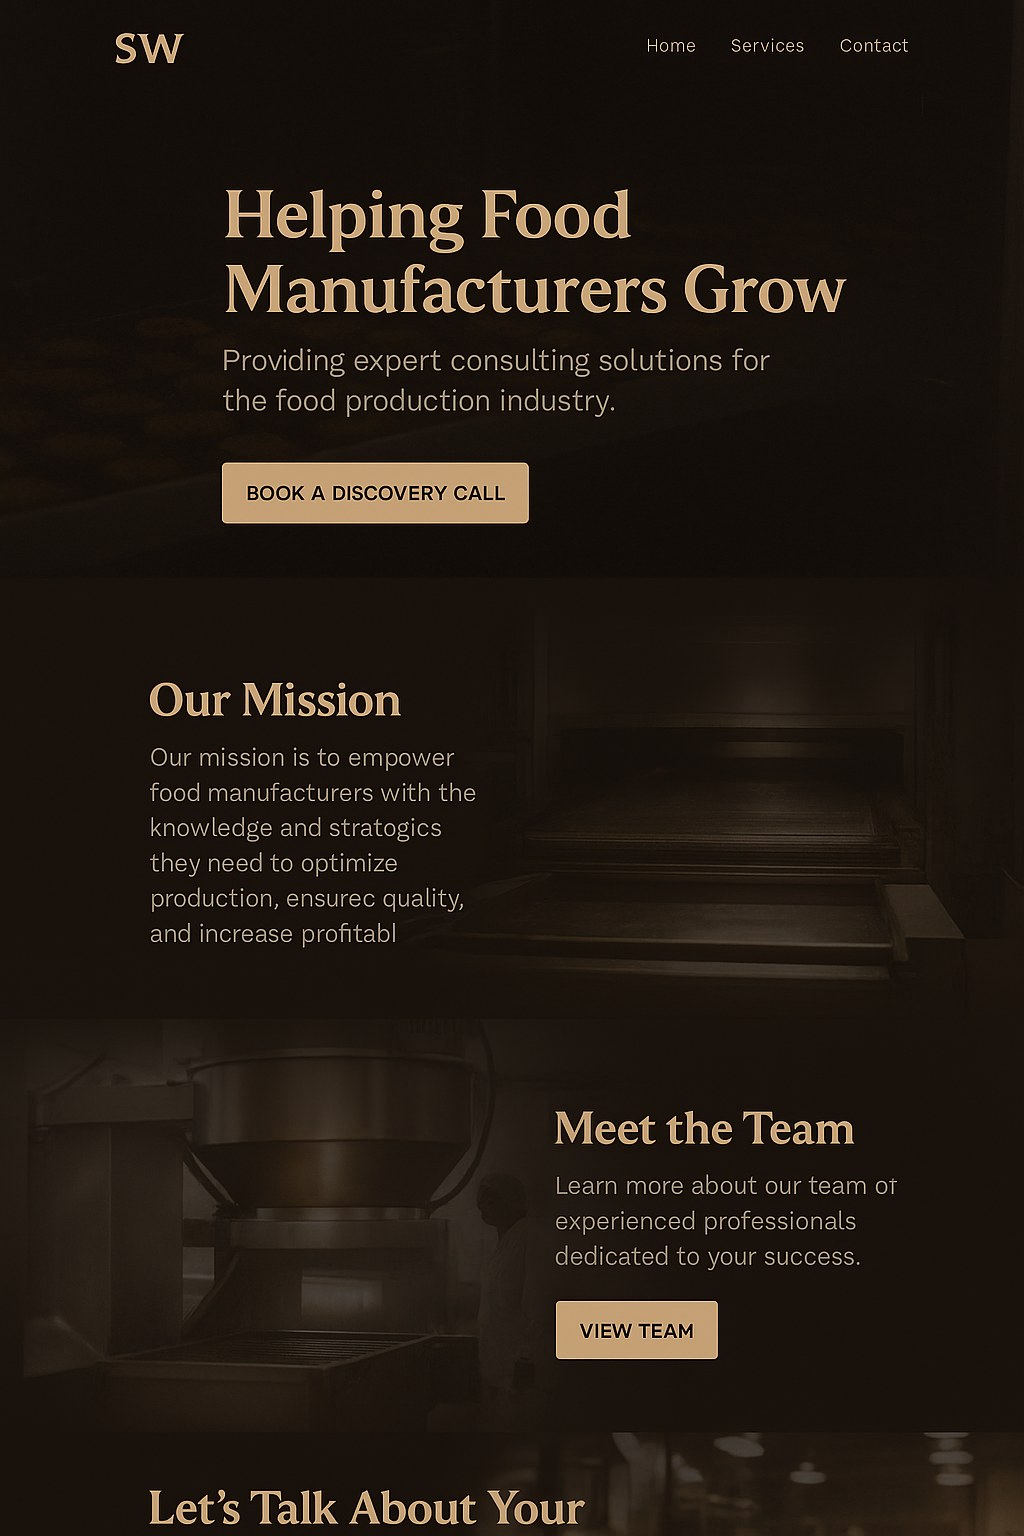 SW
Home Services Contact
Helping Food
Manufacturers Grow
Providing expert consulting solutions for
the food production industry.
BOOK A DISCOVERY CALL
Our Mission
Our mission is to empower
food manufacturers with the
knowledge and stratogics
they need to optimize
production, ensurec quality,
and increase profitabl
Meet the Team
Learn more about our team of
experienced professionals
dedicated to your success.
VIEW TEAM
Let's Talk About Your